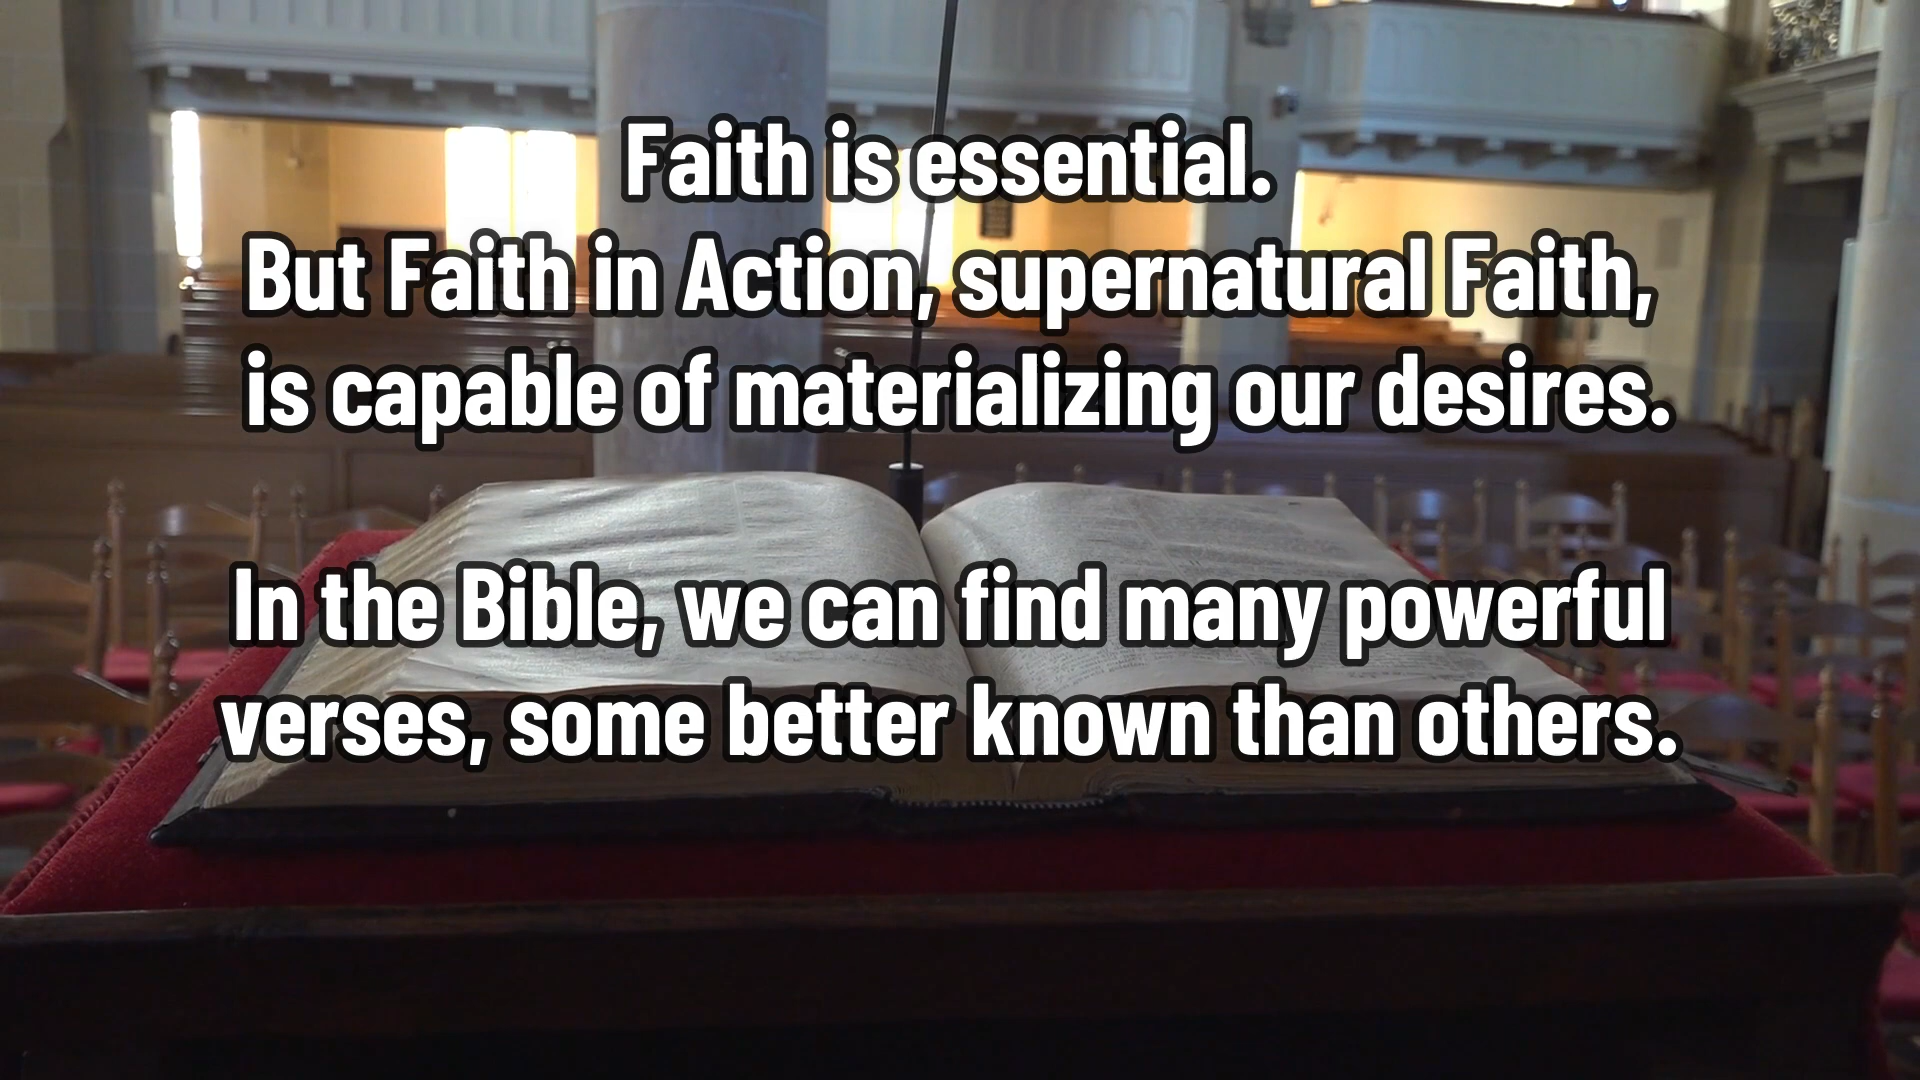 Faith is essential.
But Faith in Action, supernatural Faith,
is capable of materializing our desires.
In the Bible, we can find many powerful
verses, some better known than others.